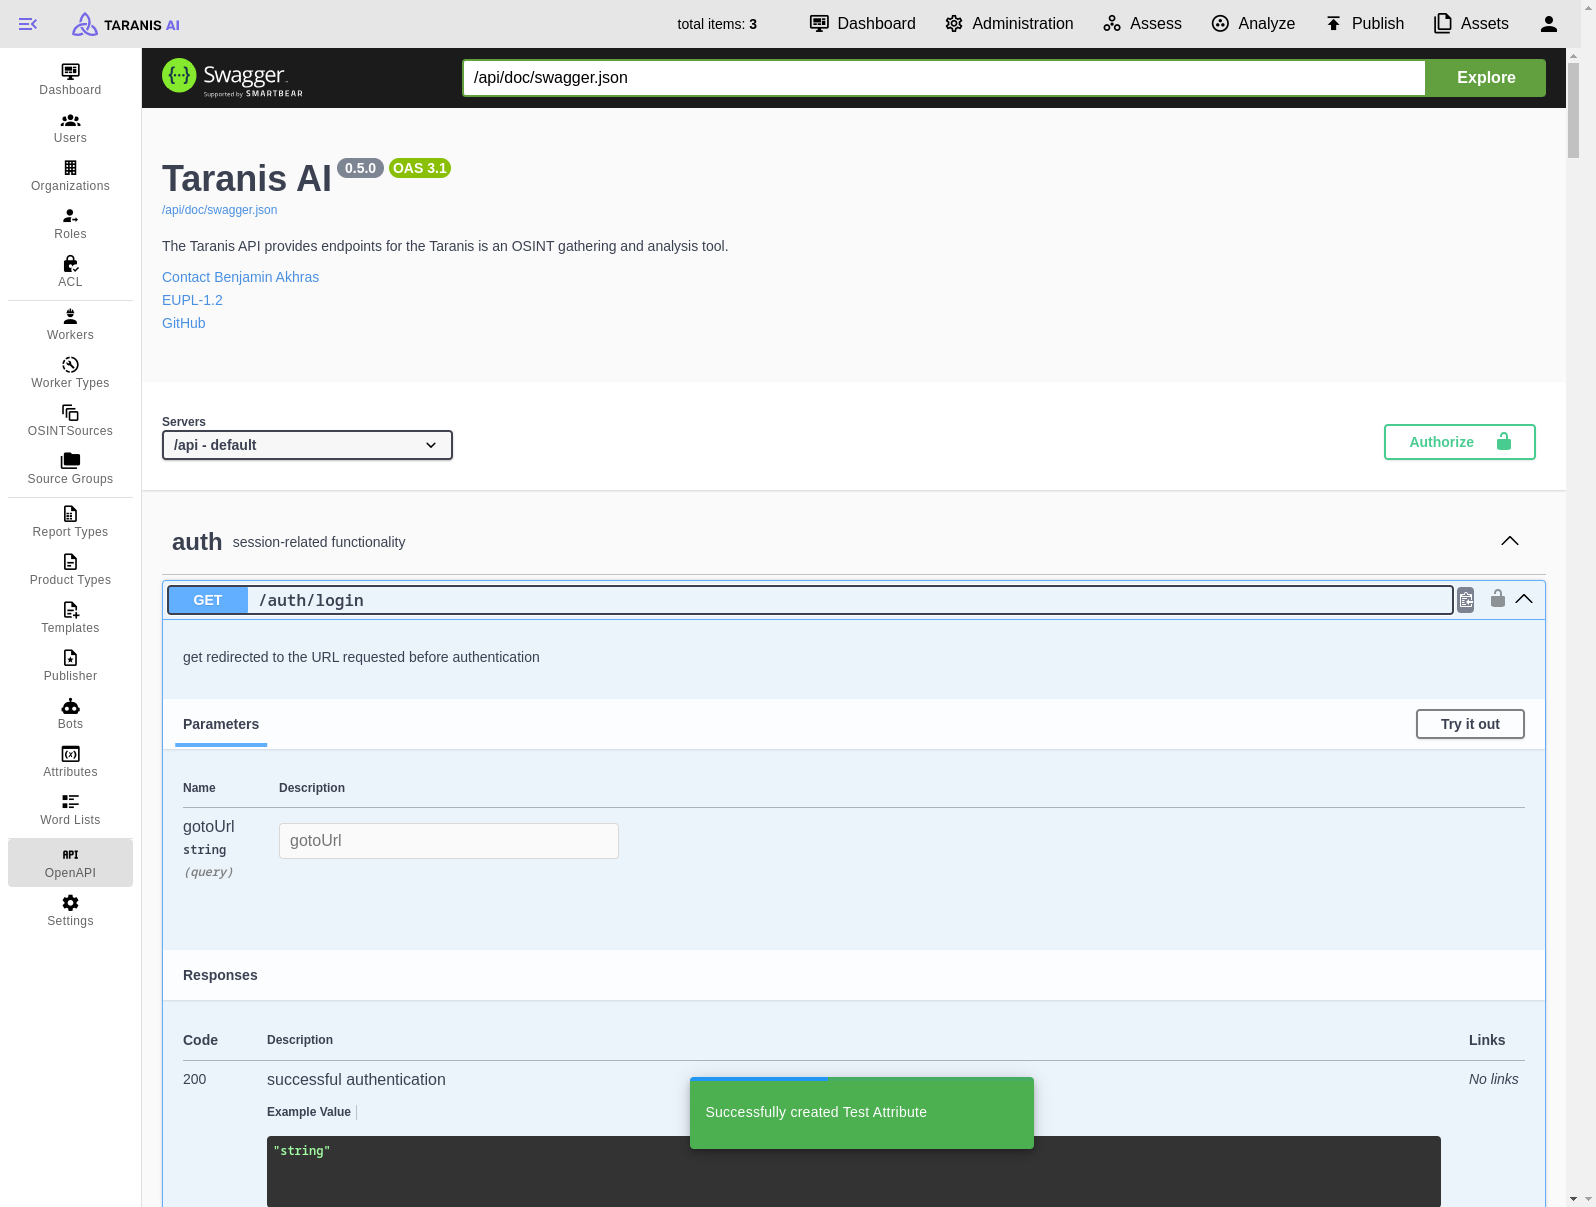 TARANIS AI
total items: 3
Dashboard
Administration
Assess
Analyze
Publish
Assets
Dashboard
Users
Organizations
Roles
ACL
Workers
Worker Types
OSINTSources
Source Groups
Report Types
Product Types
Templates
Publisher
Bots
Attributes
Word Lists
API
OpenAPI
Settings
Swagger
Supported by SMARTBEAR
/api/doc/swagger.json
Explore
Taranis AI 0.5.0 OAS 3.1
/api/doc/swagger.json
The Taranis API provides endpoints for the Taranis is an OSINT gathering and analysis tool.
Contact Benjamin Akhras
EUPL-1.2
GitHub
Servers
/api - default
Authorize
auth session-related functionality
GET /auth/login
get redirected to the URL requested before authentication
Parameters
Try it out
Name Description
gotoUrl
string
(query)
gotoUrl
Responses
Code Description Links
200 successful authentication No links
Example Value
"string"
Successfully created Test Attribute